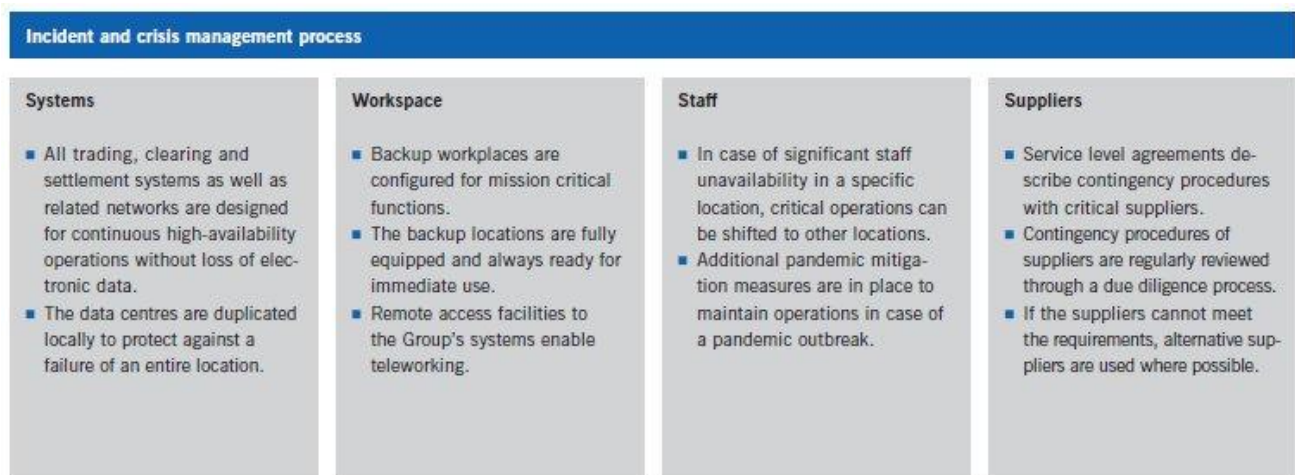 Incident and crisis management process
Systems
■ All trading, clearing and
settlement systems as well as
related networks are designed
for continuous high-availability
operations without loss of elec-
tronic data.
■ The data centres are duplicated
locally to protect against a
failure of an entire location.
Workspace
■ Backup workplaces are
configured for mission critical
functions.
■ The backup locations are fully
equipped and always ready for
immediate use.
■ Remote access facilities to
the Group's systems enable
teleworking.
Staff
■ In case of significant staff
unavailability in a specific
location, critical operations can
be shifted to other locations.
■ Additional pandemic mitiga-
tion measures are in place to
maintain operations in case of
a pandemic outbreak.
Suppliers
■ Service level agreements de-
scribe contingency procedures
with critical suppliers.
■ Contingency procedures of
suppliers are regularly reviewed
through a due diligence process.
■ If the suppliers cannot meet
the requirements, alternative sup-
pliers are used where possible.